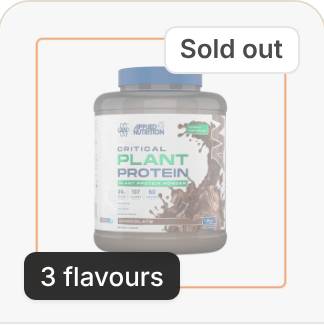 Sold out
APPLIED
NUTRITION
CRITICAL
PLANT
PROTEIN
PLANT PROTEIN POWDER
CHOCOLATE
3 flavours